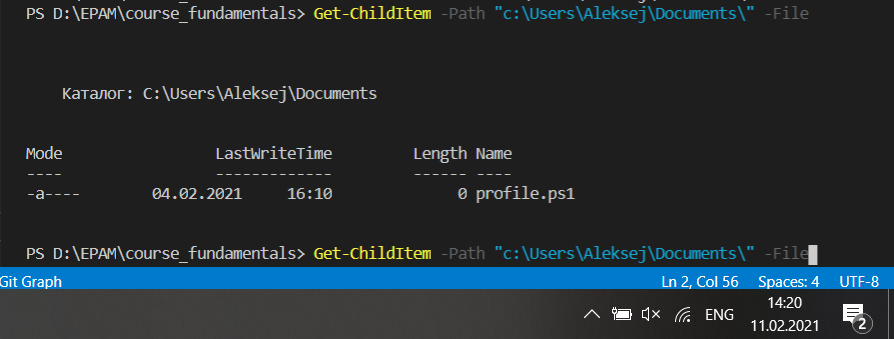 PS D:\EPAM\course_fundamentals> Get-ChildItem -Path "c:\Users\Aleksej\Documents\" -File
Каталог: C:\Users\Aleksej\Documents
Mode LastWriteTime Length Name
---- ------------- ------ ----
-a---- 04.02.2021 16:10 0 profile.ps1
PS D:\EPAM\course_fundamentals> Get-ChildItem -Path "c:\Users\Aleksej\Documents\" -File
Git Graph Ln 2, Col 56 Spaces: 4 UTF-8
ENG 14:20
11.02.2021 2